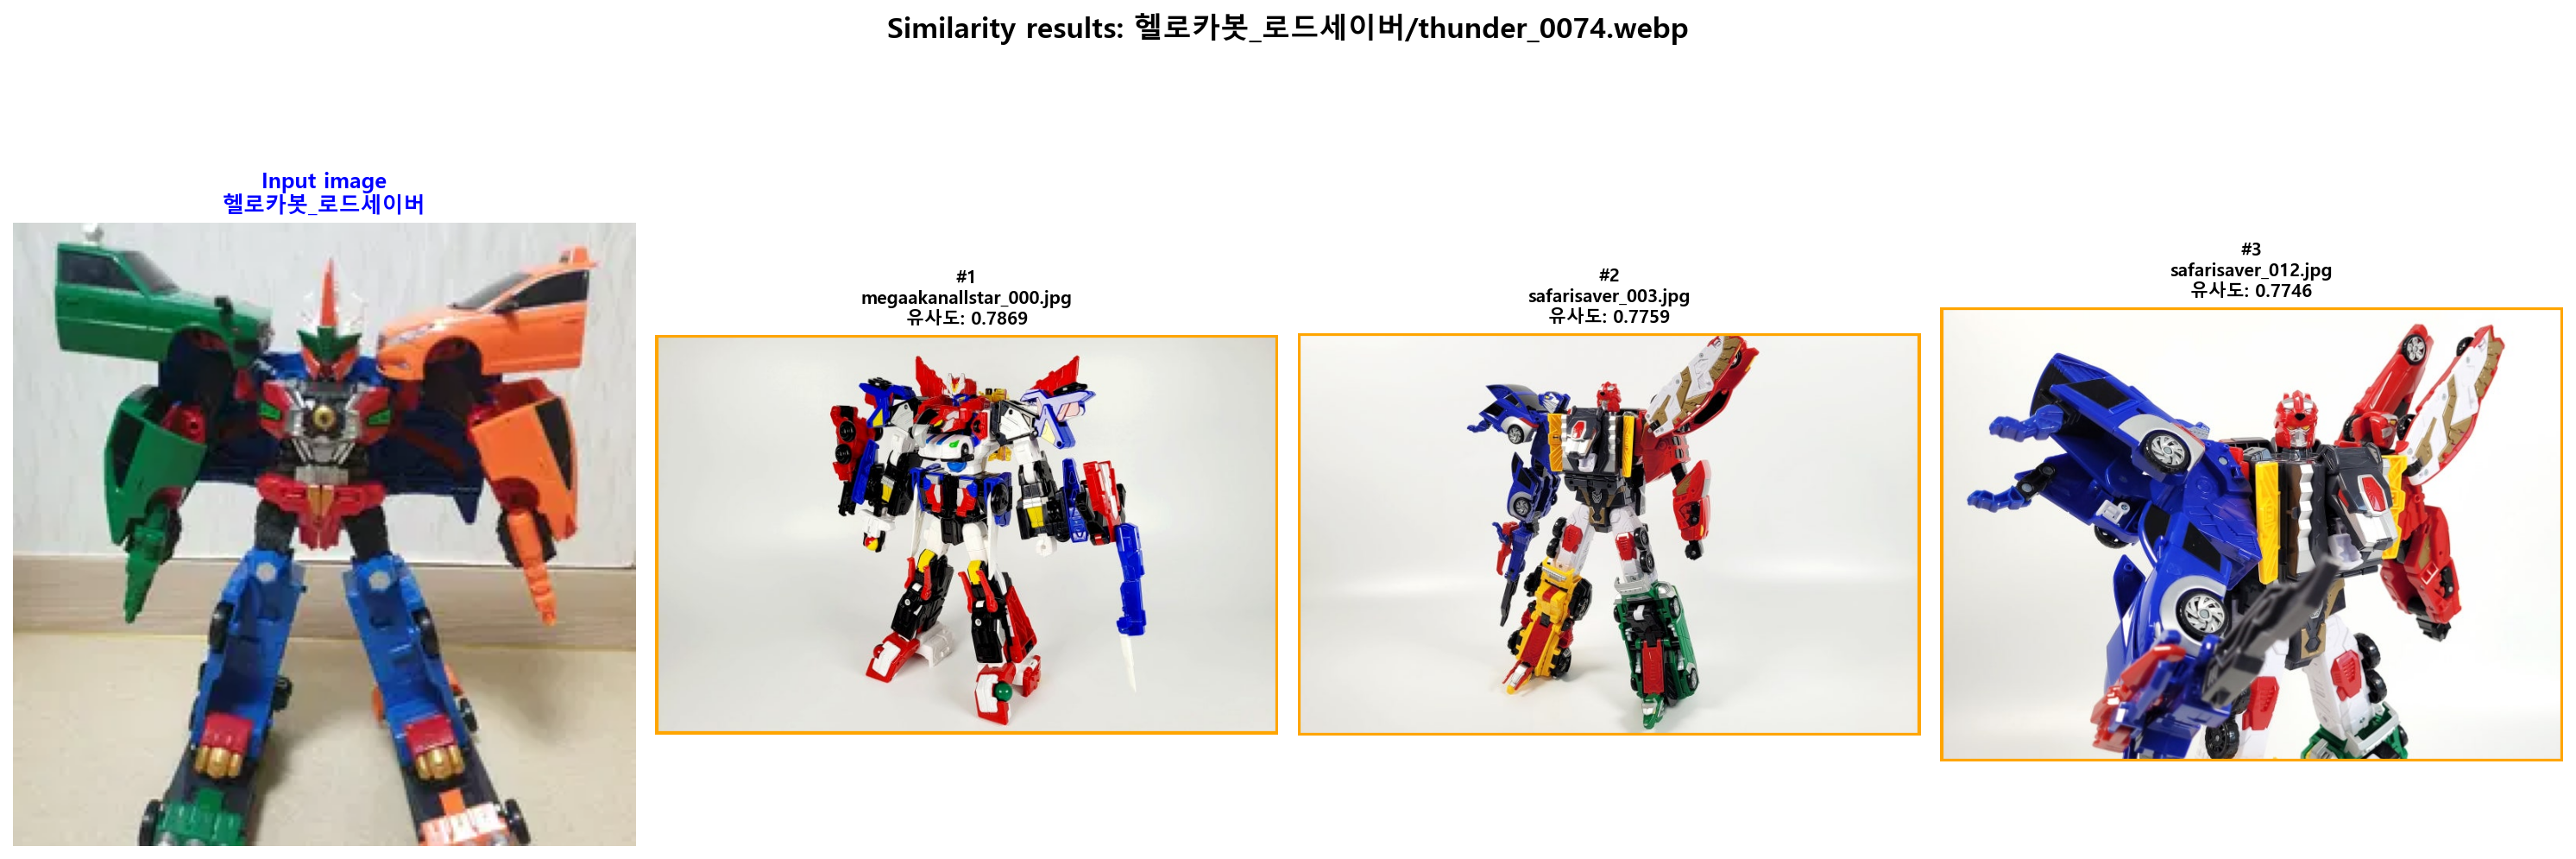 Similarity results: 헬로카봇_로드세이버/thunder_0074.webp
Input image
헬로카봇_로드세이버
#1
megaakanallstar_000.jpg
유사도: 0.7869
#2
safarisaver_003.jpg
유사도: 0.7759
#3
safarisaver_012.jpg
유사도: 0.7746